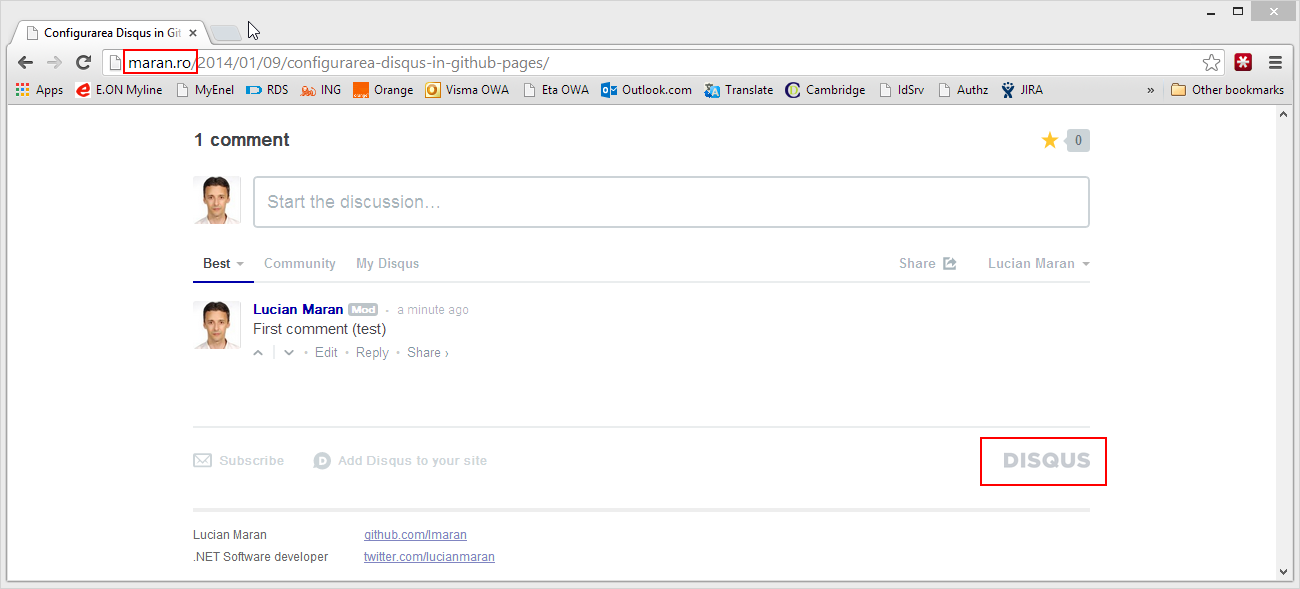 Configurarea Disqus in Git
maran.ro/2014/01/09/configurarea-disqus-in-github-pages/
Apps E.ON Myline MyEnel RDS ING Orange Visma OWA Eta OWA Outlook.com Translate Cambridge IdSrv Authz JIRA » Other bookmarks
1 comment 0
Start the discussion…
Best Community My Disqus Share Lucian Maran
Lucian Maran Mod • a minute ago
First comment (test)
• Edit • Reply • Share ›
Subscribe D Add Disqus to your site DISQUS
Lucian Maran github.com/lmaran
.NET Software developer twitter.com/lucianmaran